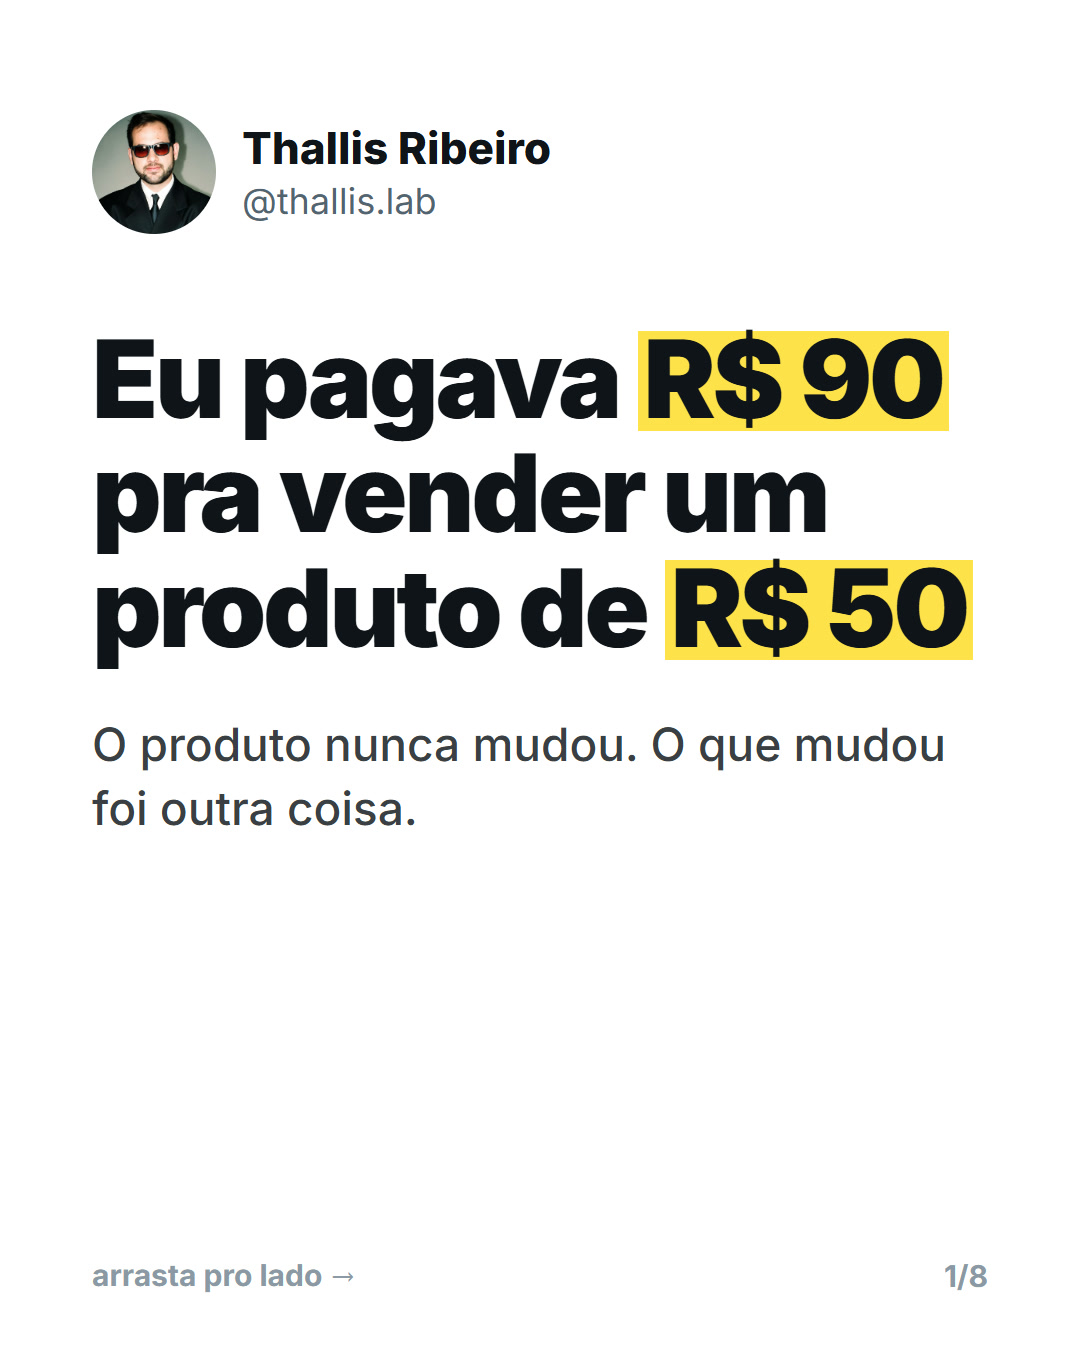 Thallis Ribeiro
@thallis.lab
Eu pagava R$ 90
pra vender um
produto de R$ 50
O produto nunca mudou. O que mudou
foi outra coisa.
arrasta pro lado →
1/8